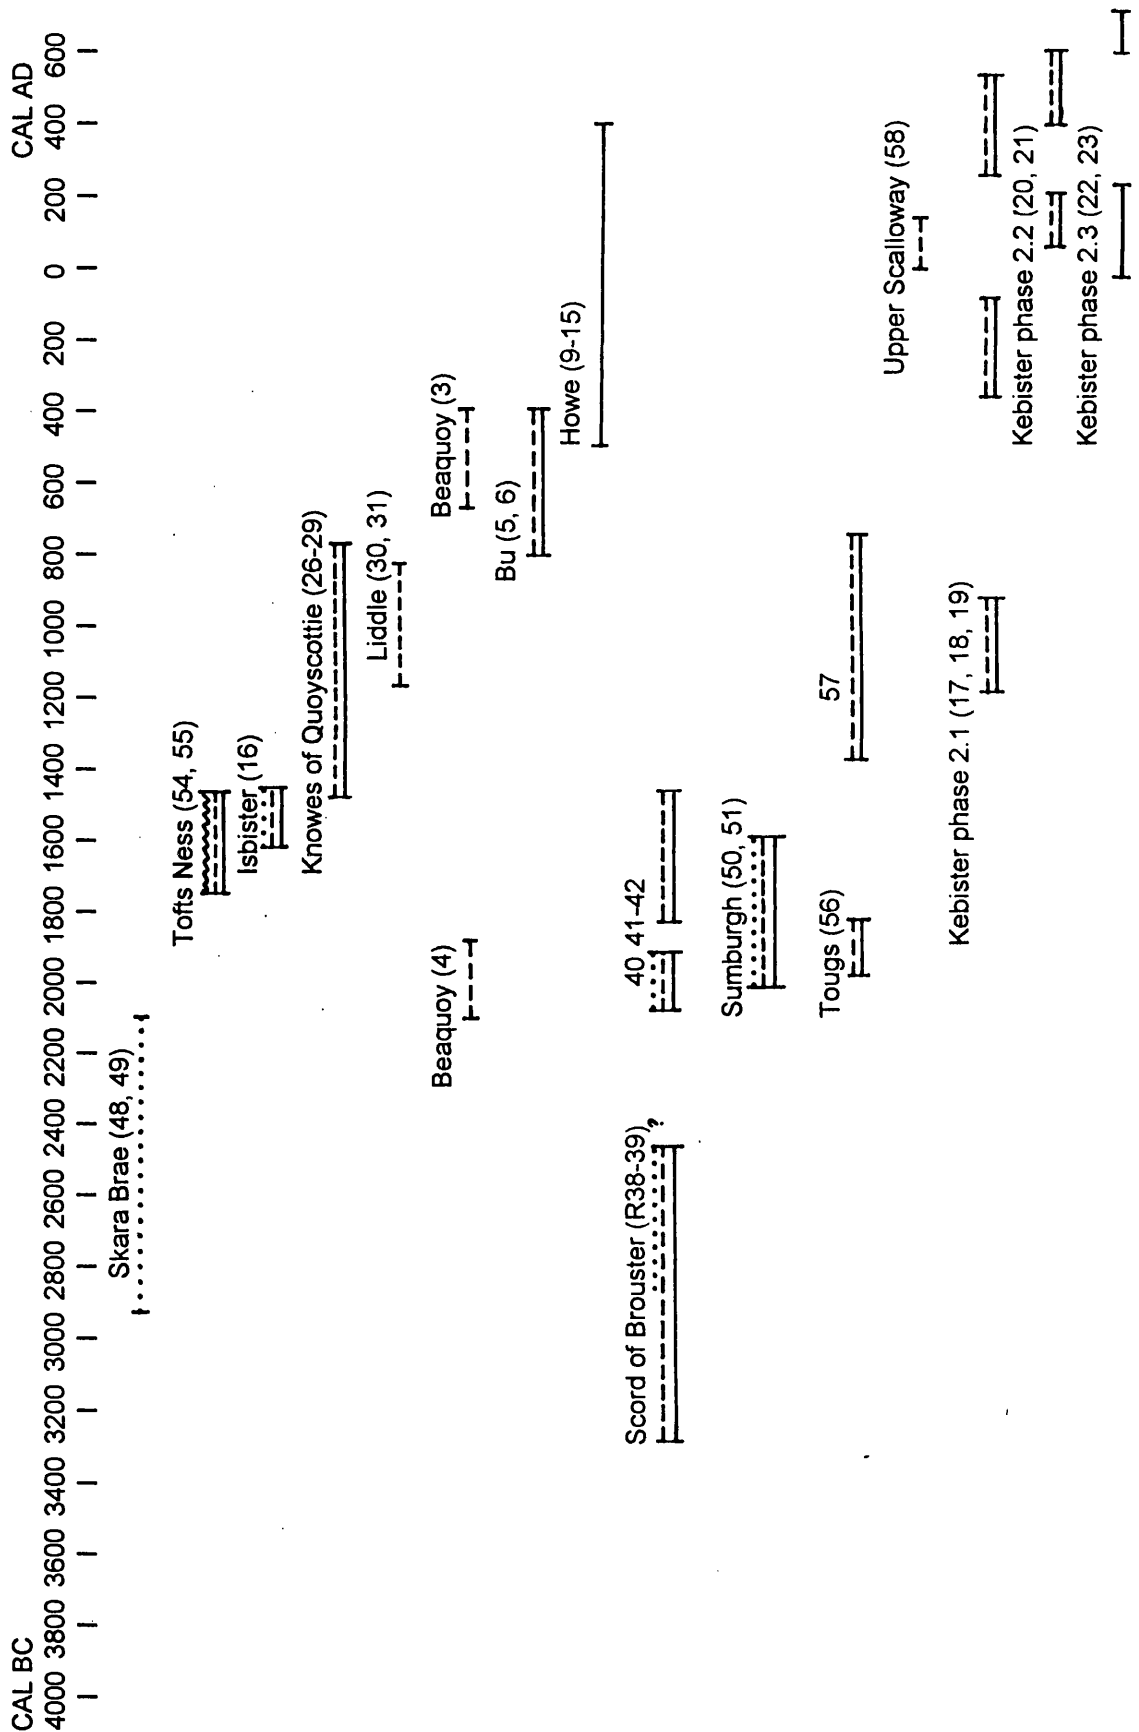 CAL BC CAL AD
4000 3800 3600 3400 3200 3000 2800 2600 2400 2200 2000 1800 1600 1400 1200 1000 800 600 400 200 0 200 400 600
Skara Brae (48, 49)
Tofts Ness (54, 55)
Isbister (16)
Knowes of Quoyscottie (26-29)
Liddle (30, 31)
Beaquoy (4) Beaquoy (3)
Bu (5, 6)
Howe (9-15)
Scord of Brouster (R38-39) ? 40 41-42
Sumburgh (50, 51)
Tougs (56) 57
Upper Scalloway (58)
Kebister phase 2.1 (17, 18, 19)
Kebister phase 2.2 (20, 21)
Kebister phase 2.3 (22, 23)